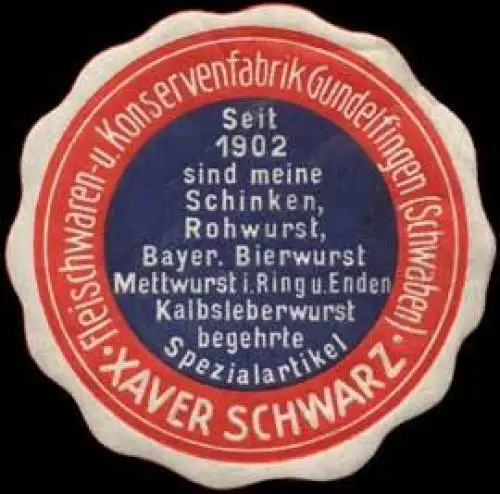 Fleischwaren- u. Konservenfabrik Gundelfingen (Schwaben)
XAVER SCHWARZ
Seit
1902
sind meine
Schinken,
Rohwurst,
Bayer. Bierwurst
Mettwurst i. Ring u. Enden
Kalbsleberwurst
begehrte
Spezialartikel